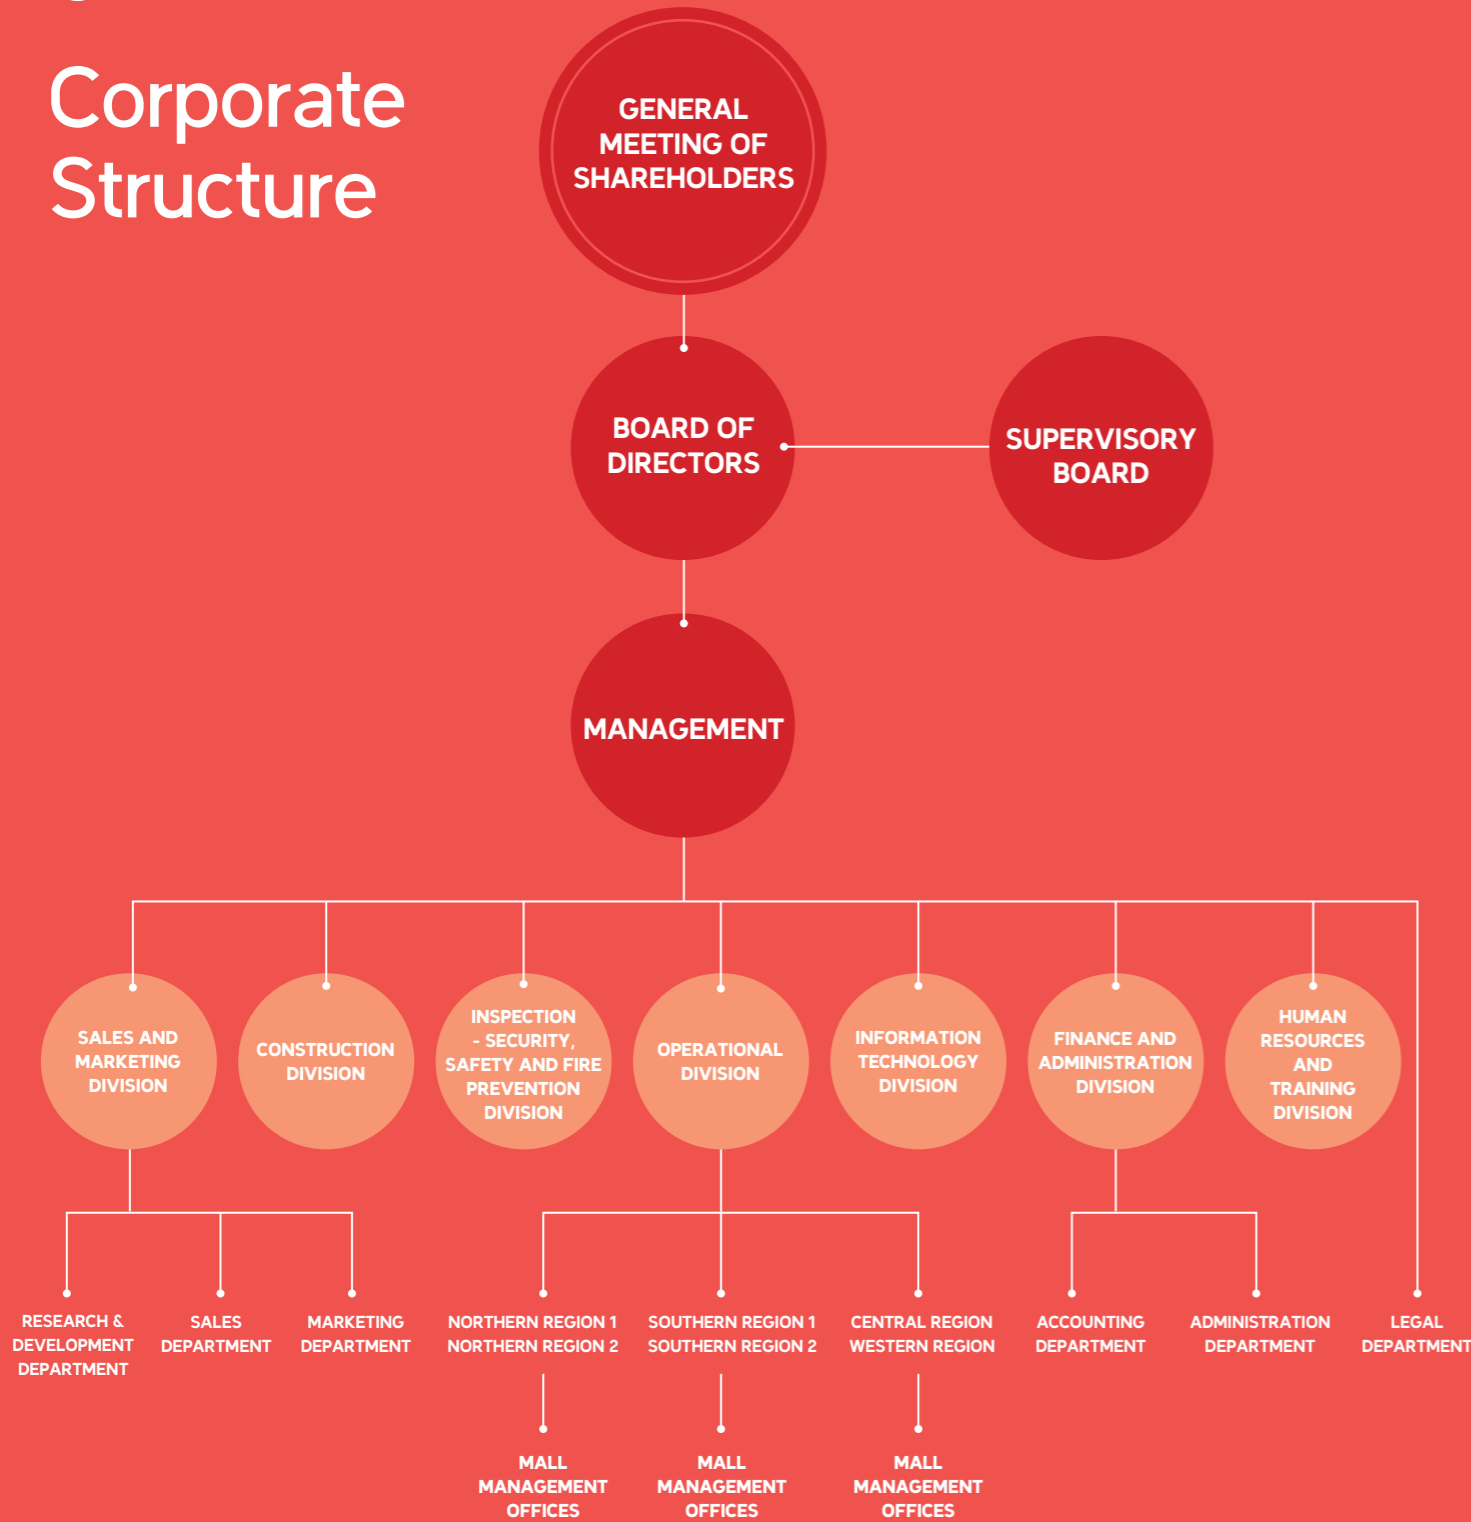 Corporate
Structure
GENERAL
MEETING OF
SHAREHOLDERS
BOARD OF
DIRECTORS
SUPERVISORY
BOARD
MANAGEMENT
SALES AND
MARKETING
DIVISION
CONSTRUCTION
DIVISION
INSPECTION
- SECURITY,
SAFETY AND FIRE
PREVENTION
DIVISION
OPERATIONAL
DIVISION
INFORMATION
TECHNOLOGY
DIVISION
FINANCE AND
ADMINISTRATION
DIVISION
HUMAN
RESOURCES
AND
TRAINING
DIVISION
RESEARCH &
DEVELOPMENT
DEPARTMENT
SALES
DEPARTMENT
MARKETING
DEPARTMENT
NORTHERN REGION 1
NORTHERN REGION 2
SOUTHERN REGION 1
SOUTHERN REGION 2
CENTRAL REGION
WESTERN REGION
ACCOUNTING
DEPARTMENT
ADMINISTRATION
DEPARTMENT
LEGAL
DEPARTMENT
MALL
MANAGEMENT
OFFICES
MALL
MANAGEMENT
OFFICES
MALL
MANAGEMENT
OFFICES